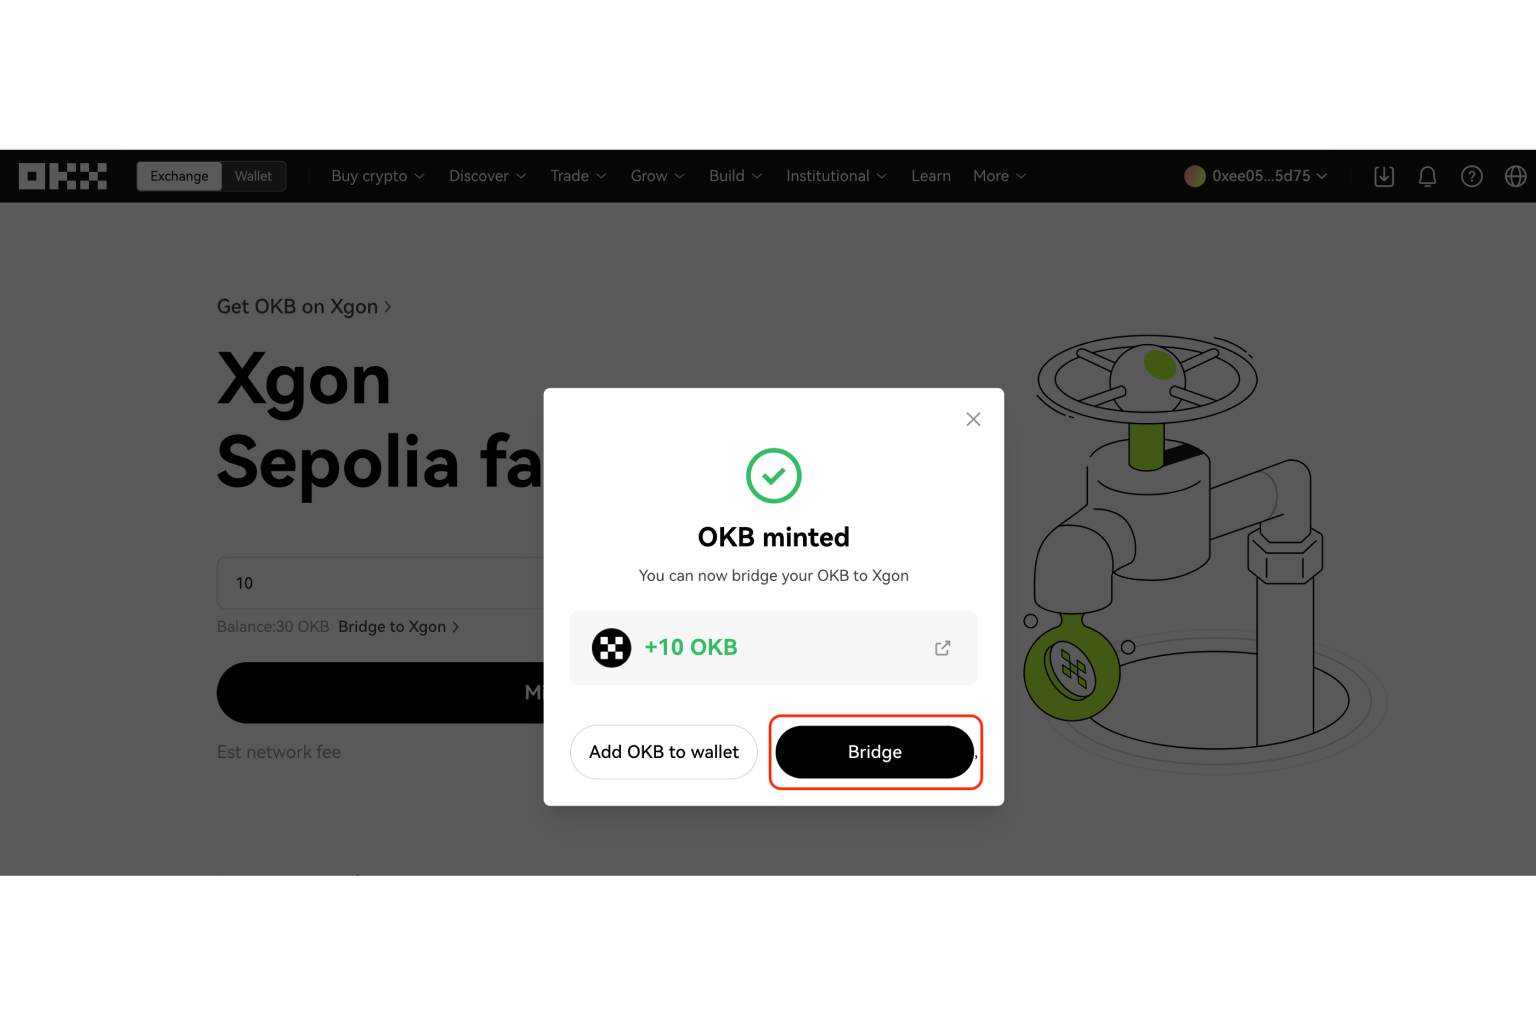 OKX Exchange Wallet Buy crypto Discover Trade Grow Build Institutional Learn More 0xee05...5d75
Get OKB on Xgon
Xgon
Sepolia fa
10
Balance:30 OKB Bridge to Xgon
Est network fee
OKB minted
You can now bridge your OKB to Xgon
+10 OKB
Add OKB to wallet Bridge